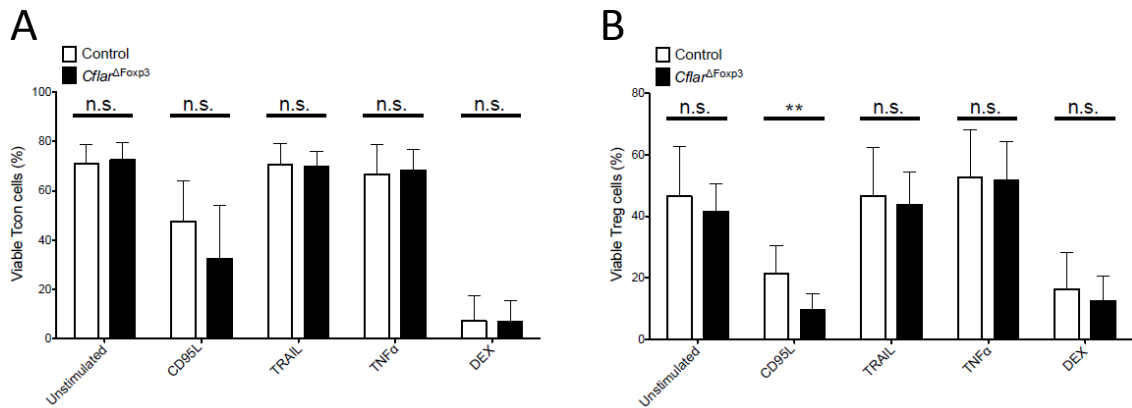 A
Control
Cflar^ΔFoxp3
n.s.
n.s.
n.s.
n.s.
n.s.
Viable Tcon cells (%)
100
80
60
40
20
0
Unstimulated
CD95L
TRAIL
TNFα
DEX
B
Control
Cflar^ΔFoxp3
n.s.
**
n.s.
n.s.
n.s.
Viable Treg cells (%)
80
60
40
20
0
Unstimulated
CD95L
TRAIL
TNFα
DEX